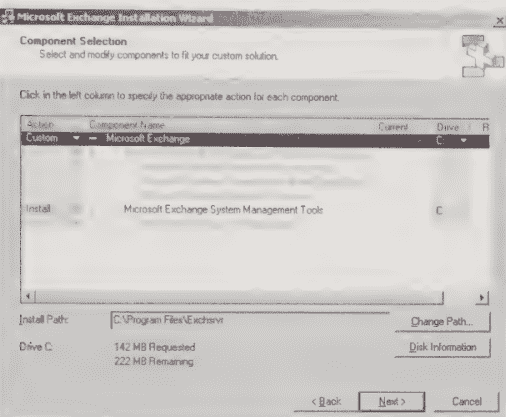 Microsoft Exchange Installation Wizard
Component Selection
Select and modify components to fit your custom solution.
Click in the left column to specify the appropriate action for each component.
Action Component Name Current Drive R
Custom Microsoft Exchange C:
Install Microsoft Exchange System Management Tools C
Install Path: C:\Program Files\Exchsrvr Change Path...
Drive C: 142 MB Requested Disk Information
222 MB Remaining
< Back Next > Cancel